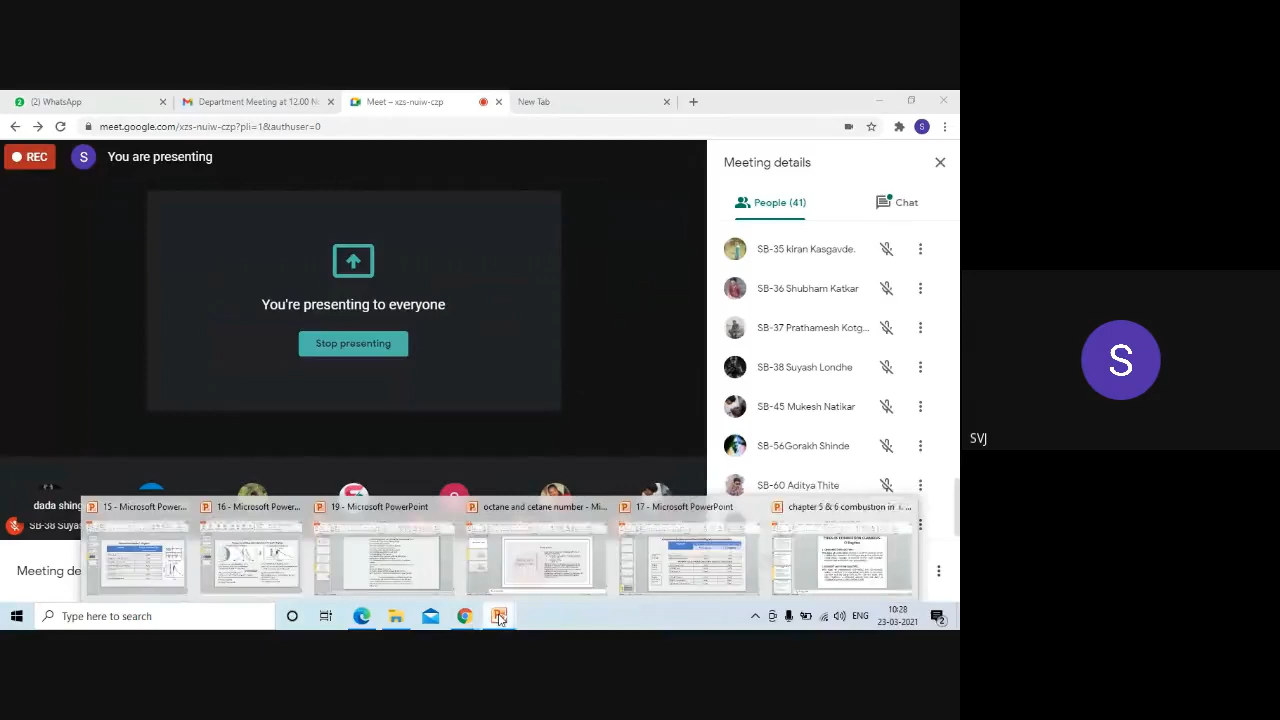 2 (2) WhatsApp
Department Meeting at 12.00 N
Meet – xzs-nuiw-czp
New Tab
meet.google.com/xzs-nuiw-czp?pli=1&authuser=0
S
REC
S
You are presenting
Meeting details
People (41)
Chat
You're presenting to everyone
Stop presenting
SB-35 kiran Kasgavde.
SB-36 Shubham Katkar
SB-37 Prathamesh Kotg...
SB-38 Suyash Londhe
SB-45 Mukesh Natikar
SB-56Gorakh Shinde
SB-60 Aditya Thite
S
SVJ
dada shing
SB-38 Suyas
15 - Microsoft Power...
16 - Microsoft Power...
19 - Microsoft PowerPoint
octane and cetane number - Mi...
17 - Microsoft PowerPoint
chapter 5 & 6 combustion in
Meeting de
Type here to search
ENG
10:28
23-03-2021
2